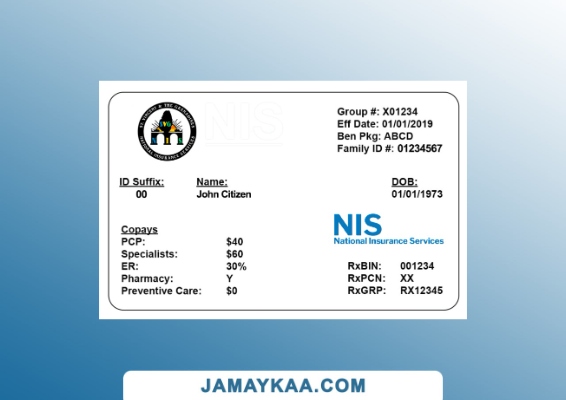 NIS
Group #: X01234
Eff Date: 01/01/2019
Ben Pkg: ABCD
Family ID #: 01234567
ID Suffix: Name: DOB:
00 John Citizen 01/01/1973
NIS
National Insurance Services
Copays
PCP: $40
Specialists: $60
ER: 30%
Pharmacy: Y
Preventive Care: $0
RxBIN: 001234
RxPCN: XX
RxGRP: RX12345
JAMAYKAA.COM